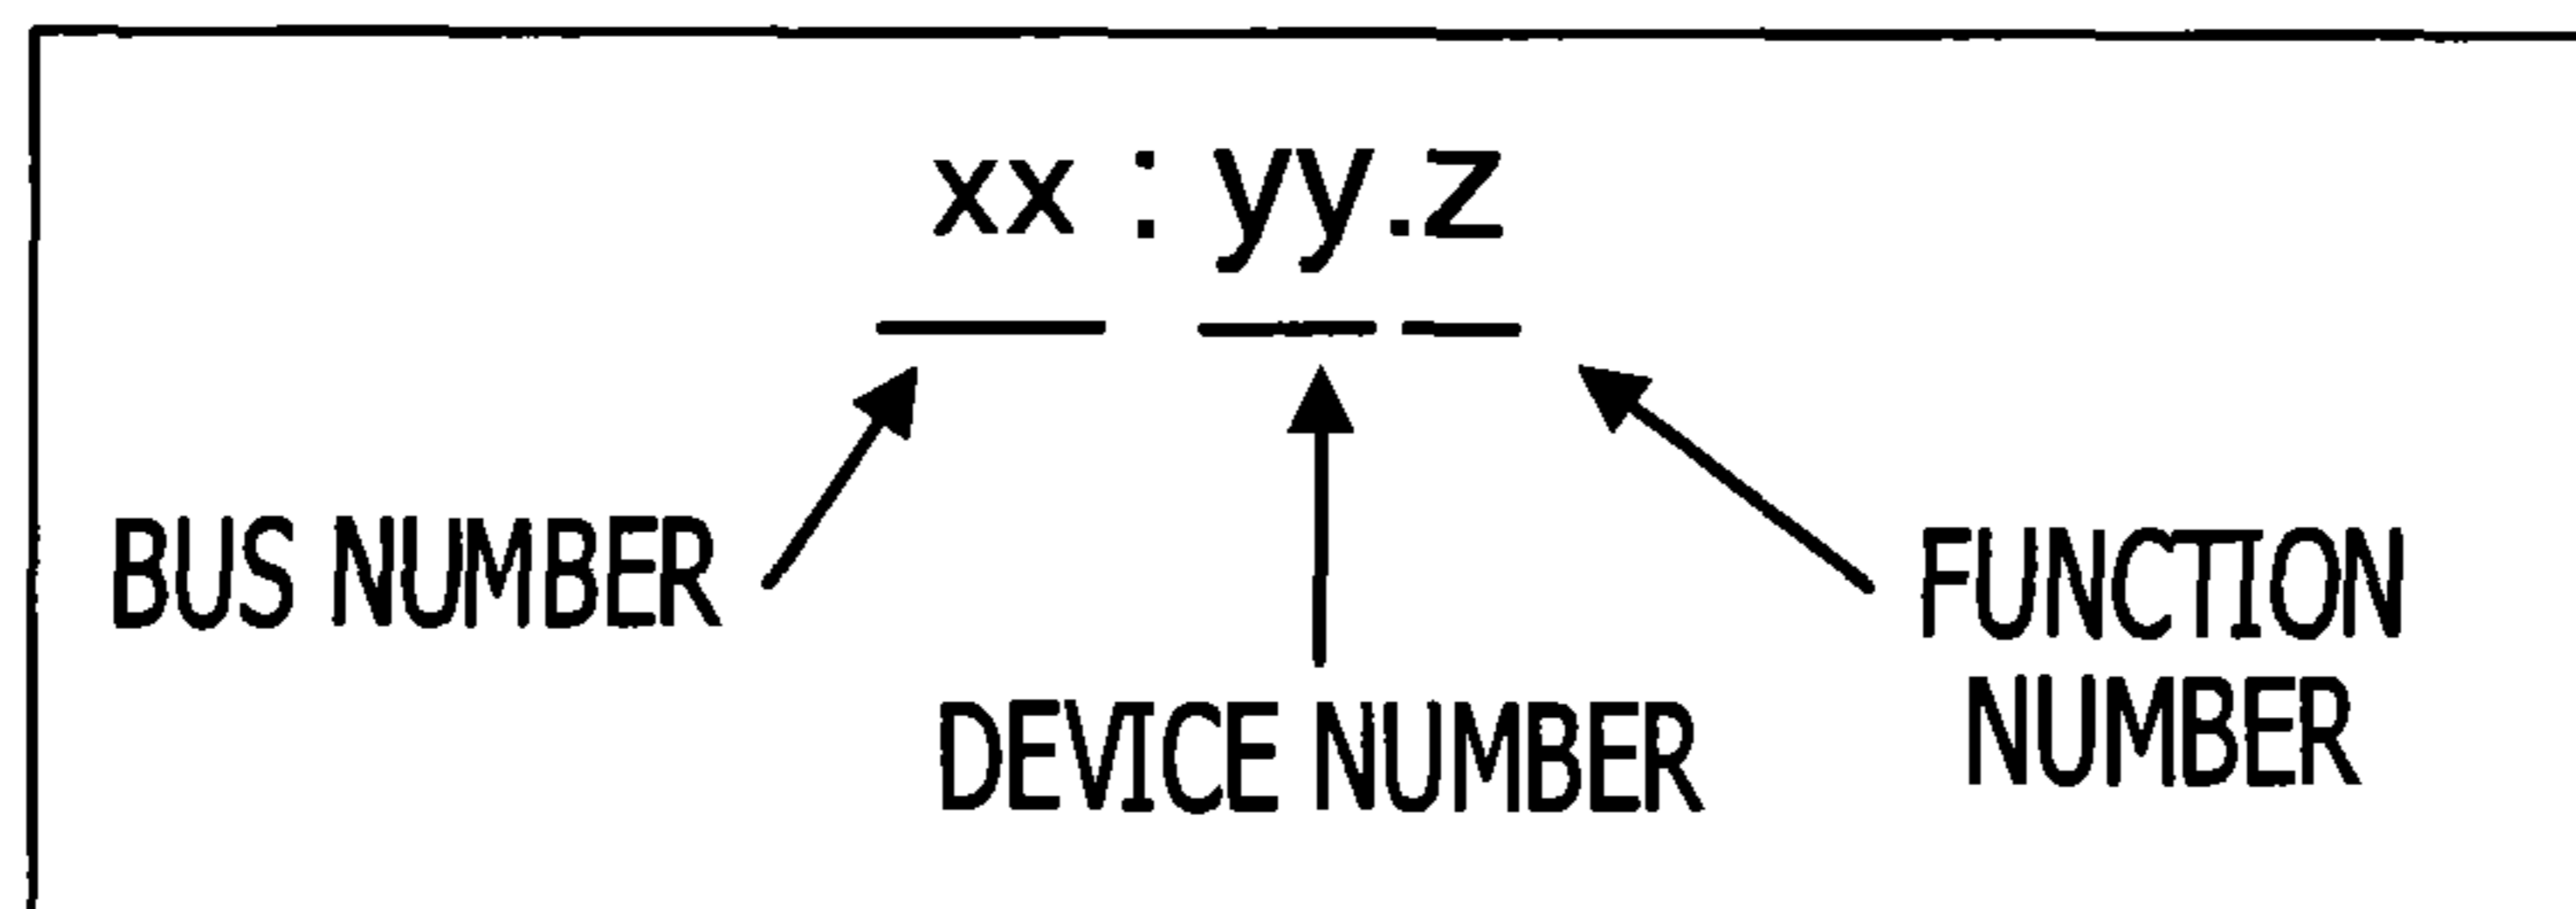 xx : yy.z
BUS NUMBER
DEVICE NUMBER
FUNCTION
NUMBER